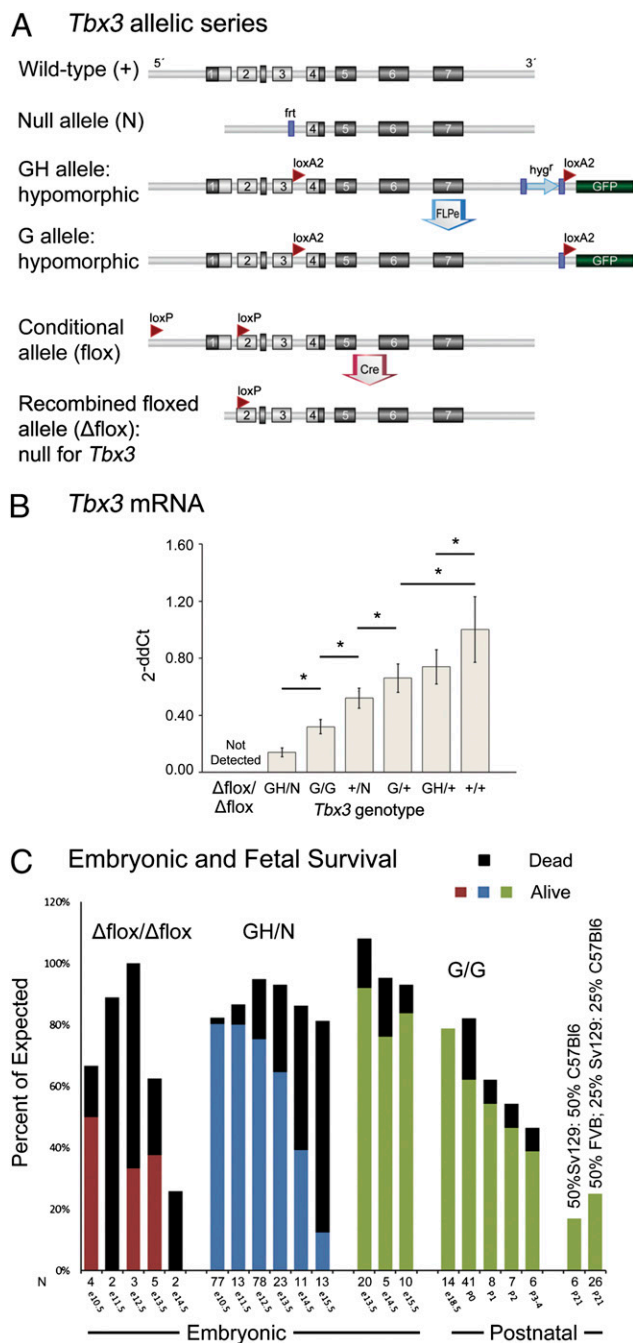 A Tbx3 allelic series
5´ 3´
Wild-type (+)
1 2 3 4 5 6 7
frt
Null allele (N)
4 5 6 7
loxA2 hygr loxA2
GH allele:
hypomorphic
1 2 3 4 5 6 7 GFP
FLPe
loxA2 loxA2
G allele:
hypomorphic
1 2 3 4 5 6 7 GFP
loxP loxP
Conditional
allele (flox)
1 2 3 4 5 6 7
Cre
loxP
Recombined floxed
allele (Δflox):
null for Tbx3
2 3 4 5 6 7
B Tbx3 mRNA
2-ddCt
1.60
1.20
0.80
0.40
0.00
* * * * *
Not
Detected
Δflox/
Δflox
GH/N G/G +/N G/+ GH/+ +/+
Tbx3 genotype
C Embryonic and Fetal Survival
Dead
Alive
Percent of Expected
120%
100%
80%
60%
40%
20%
0%
Δflox/Δflox
GH/N
G/G
50%Sv129: 50% C57Bl6
50% FVB; 25% Sv129: 25% C57Bl6
N 4 2 3 5 2 77 13 78 23 11 13 20 5 10 14 41 8 7 6 6 26
e10.5 e11.5 e12.5 e13.5 e14.5 e10.5 e11.5 e12.5 e13.5 e14.5 e15.5 e13.5 e14.5 e15.5 e18.5 P0 P1 P2 P3-4 P21 P21
Embryonic Postnatal